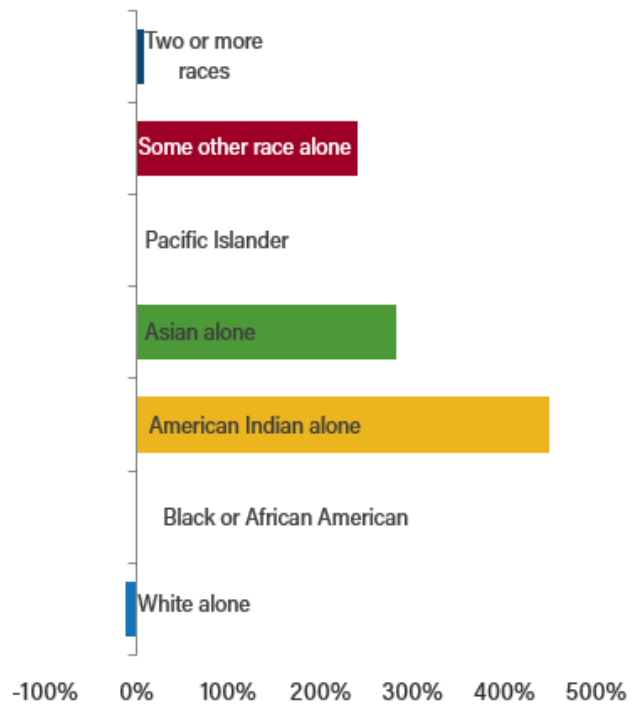 Two or more
races
Some other race alone
Pacific Islander
Asian alone
American Indian alone
Black or African American
White alone
-100% 0% 100% 200% 300% 400% 500%